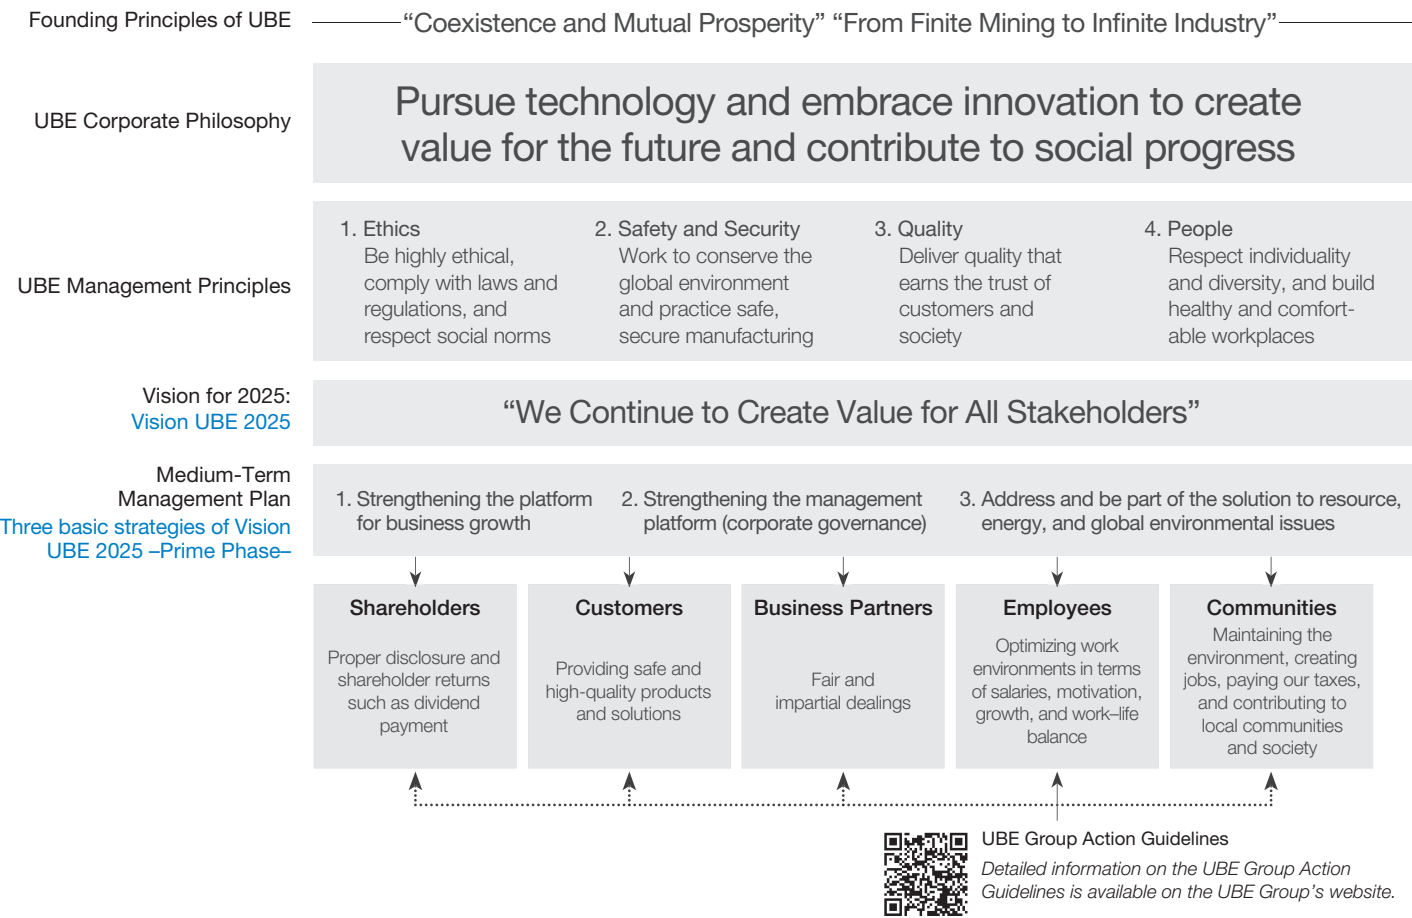 Founding Principles of UBE
“Coexistence and Mutual Prosperity” “From Finite Mining to Infinite Industry”
UBE Corporate Philosophy
Pursue technology and embrace innovation to create
value for the future and contribute to social progress
UBE Management Principles
1. Ethics
Be highly ethical,
comply with laws and
regulations, and
respect social norms
2. Safety and Security
Work to conserve the
global environment
and practice safe,
secure manufacturing
3. Quality
Deliver quality that
earns the trust of
customers and
society
4. People
Respect individuality
and diversity, and build
healthy and comfort-
able workplaces
Vision for 2025:
Vision UBE 2025
“We Continue to Create Value for All Stakeholders”
Medium-Term
Management Plan
Three basic strategies of Vision
UBE 2025 –Prime Phase–
1. Strengthening the platform
for business growth
2. Strengthening the management
platform (corporate governance)
3. Address and be part of the solution to resource,
energy, and global environmental issues
Shareholders
Proper disclosure and
shareholder returns
such as dividend
payment
Customers
Providing safe and
high-quality products
and solutions
Business Partners
Fair and
impartial dealings
Employees
Optimizing work
environments in terms
of salaries, motivation,
growth, and work–life
balance
Communities
Maintaining the
environment, creating
jobs, paying our taxes,
and contributing to
local communities
and society
UBE Group Action Guidelines
Detailed information on the UBE Group Action
Guidelines is available on the UBE Group’s website.